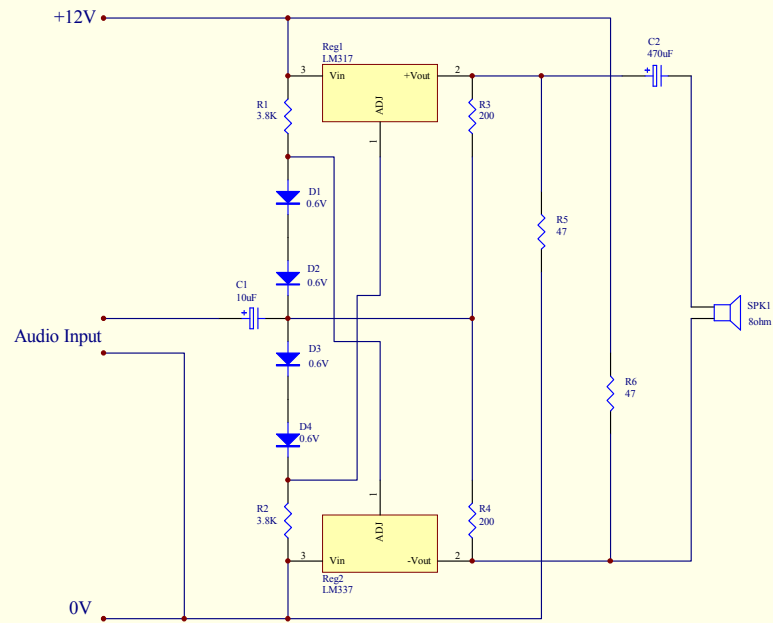 +12V
Reg1
LM317
3
Vin
+Vout
2
ADJ
1
C2
470uF
+
R1
3.8K
R3
200
D1
0.6V
R5
47
D2
0.6V
C1
10uF
+
Audio Input
SPK1
8ohm
D3
0.6V
R6
47
D4
0.6V
R2
3.8K
1
ADJ
R4
200
3
Vin
-Vout
2
Reg2
LM337
0V